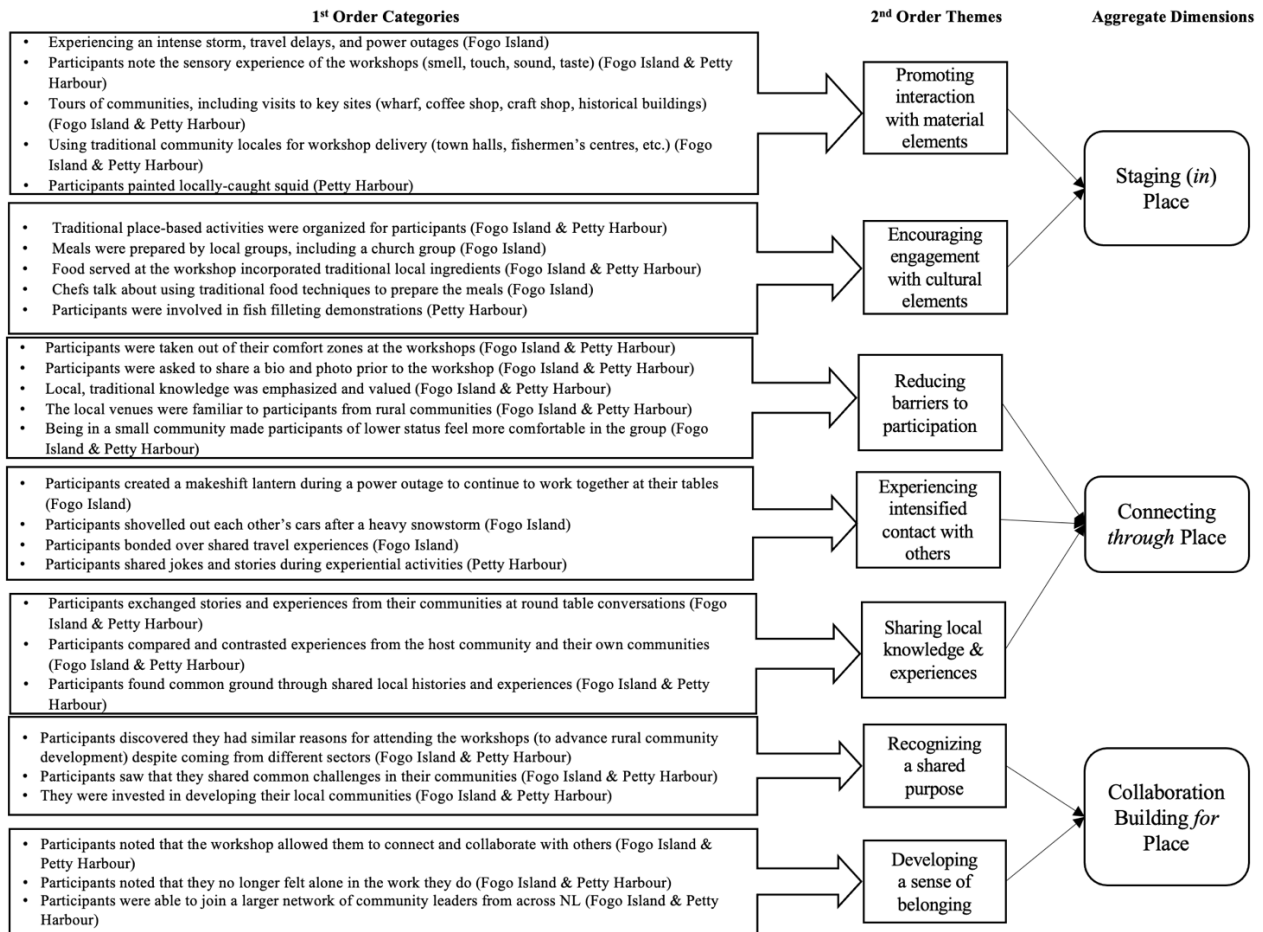 1st Order Categories
2nd Order Themes
Aggregate Dimensions
• Experiencing an intense storm, travel delays, and power outages (Fogo Island)
• Participants note the sensory experience of the workshops (smell, touch, sound, taste) (Fogo Island & Petty
Harbour)
• Tours of communities, including visits to key sites (wharf, coffee shop, craft shop, historical buildings)
(Fogo Island & Petty Harbour)
• Using traditional community locales for workshop delivery (town halls, fishermen's centres, etc.) (Fogo
Island & Petty Harbour)
• Participants painted locally-caught squid (Petty Harbour)
Promoting
interaction
with material
elements
• Traditional place-based activities were organized for participants (Fogo Island & Petty Harbour)
• Meals were prepared by local groups, including a church group (Fogo Island)
• Food served at the workshop incorporated traditional local ingredients (Fogo Island & Petty Harbour)
• Chefs talk about using traditional food techniques to prepare the meals (Fogo Island)
• Participants were involved in fish filleting demonstrations (Petty Harbour)
Encouraging
engagement
with cultural
elements
Staging (in)
Place
• Participants were taken out of their comfort zones at the workshops (Fogo Island & Petty Harbour)
• Participants were asked to share a bio and photo prior to the workshop (Fogo Island & Petty Harbour)
• Local, traditional knowledge was emphasized and valued (Fogo Island & Petty Harbour)
• The local venues were familiar to participants from rural communities (Fogo Island & Petty Harbour)
• Being in a small community made participants of lower status feel more comfortable in the group (Fogo
Island & Petty Harbour)
Reducing
barriers to
participation
• Participants created a makeshift lantern during a power outage to continue to work together at their tables
(Fogo Island)
• Participants shovelled out each other's cars after a heavy snowstorm (Fogo Island)
• Participants bonded over shared travel experiences (Fogo Island)
• Participants shared jokes and stories during experiential activities (Petty Harbour)
Experiencing
intensified
contact with
others
• Participants exchanged stories and experiences from their communities at round table conversations (Fogo
Island & Petty Harbour)
• Participants compared and contrasted experiences from the host community and their own communities
(Fogo Island & Petty Harbour)
• Participants found common ground through shared local histories and experiences (Fogo Island & Petty
Harbour)
Sharing local
knowledge &
experiences
Connecting
through Place
• Participants discovered they had similar reasons for attending the workshops (to advance rural community
development) despite coming from different sectors (Fogo Island & Petty Harbour)
• Participants saw that they shared common challenges in their communities (Fogo Island & Petty Harbour)
• They were invested in developing their local communities (Fogo Island & Petty Harbour)
Recognizing
a shared
purpose
• Participants noted that the workshop allowed them to connect and collaborate with others (Fogo Island &
Petty Harbour)
• Participants noted that they no longer felt alone in the work they do (Fogo Island & Petty Harbour)
• Participants were able to join a larger network of community leaders from across NL (Fogo Island & Petty
Harbour)
Developing
a sense of
belonging
Collaboration
Building for
Place